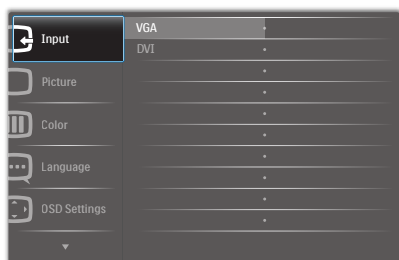 Input
VGA
DVI
Picture
Color
Language
OSD Settings